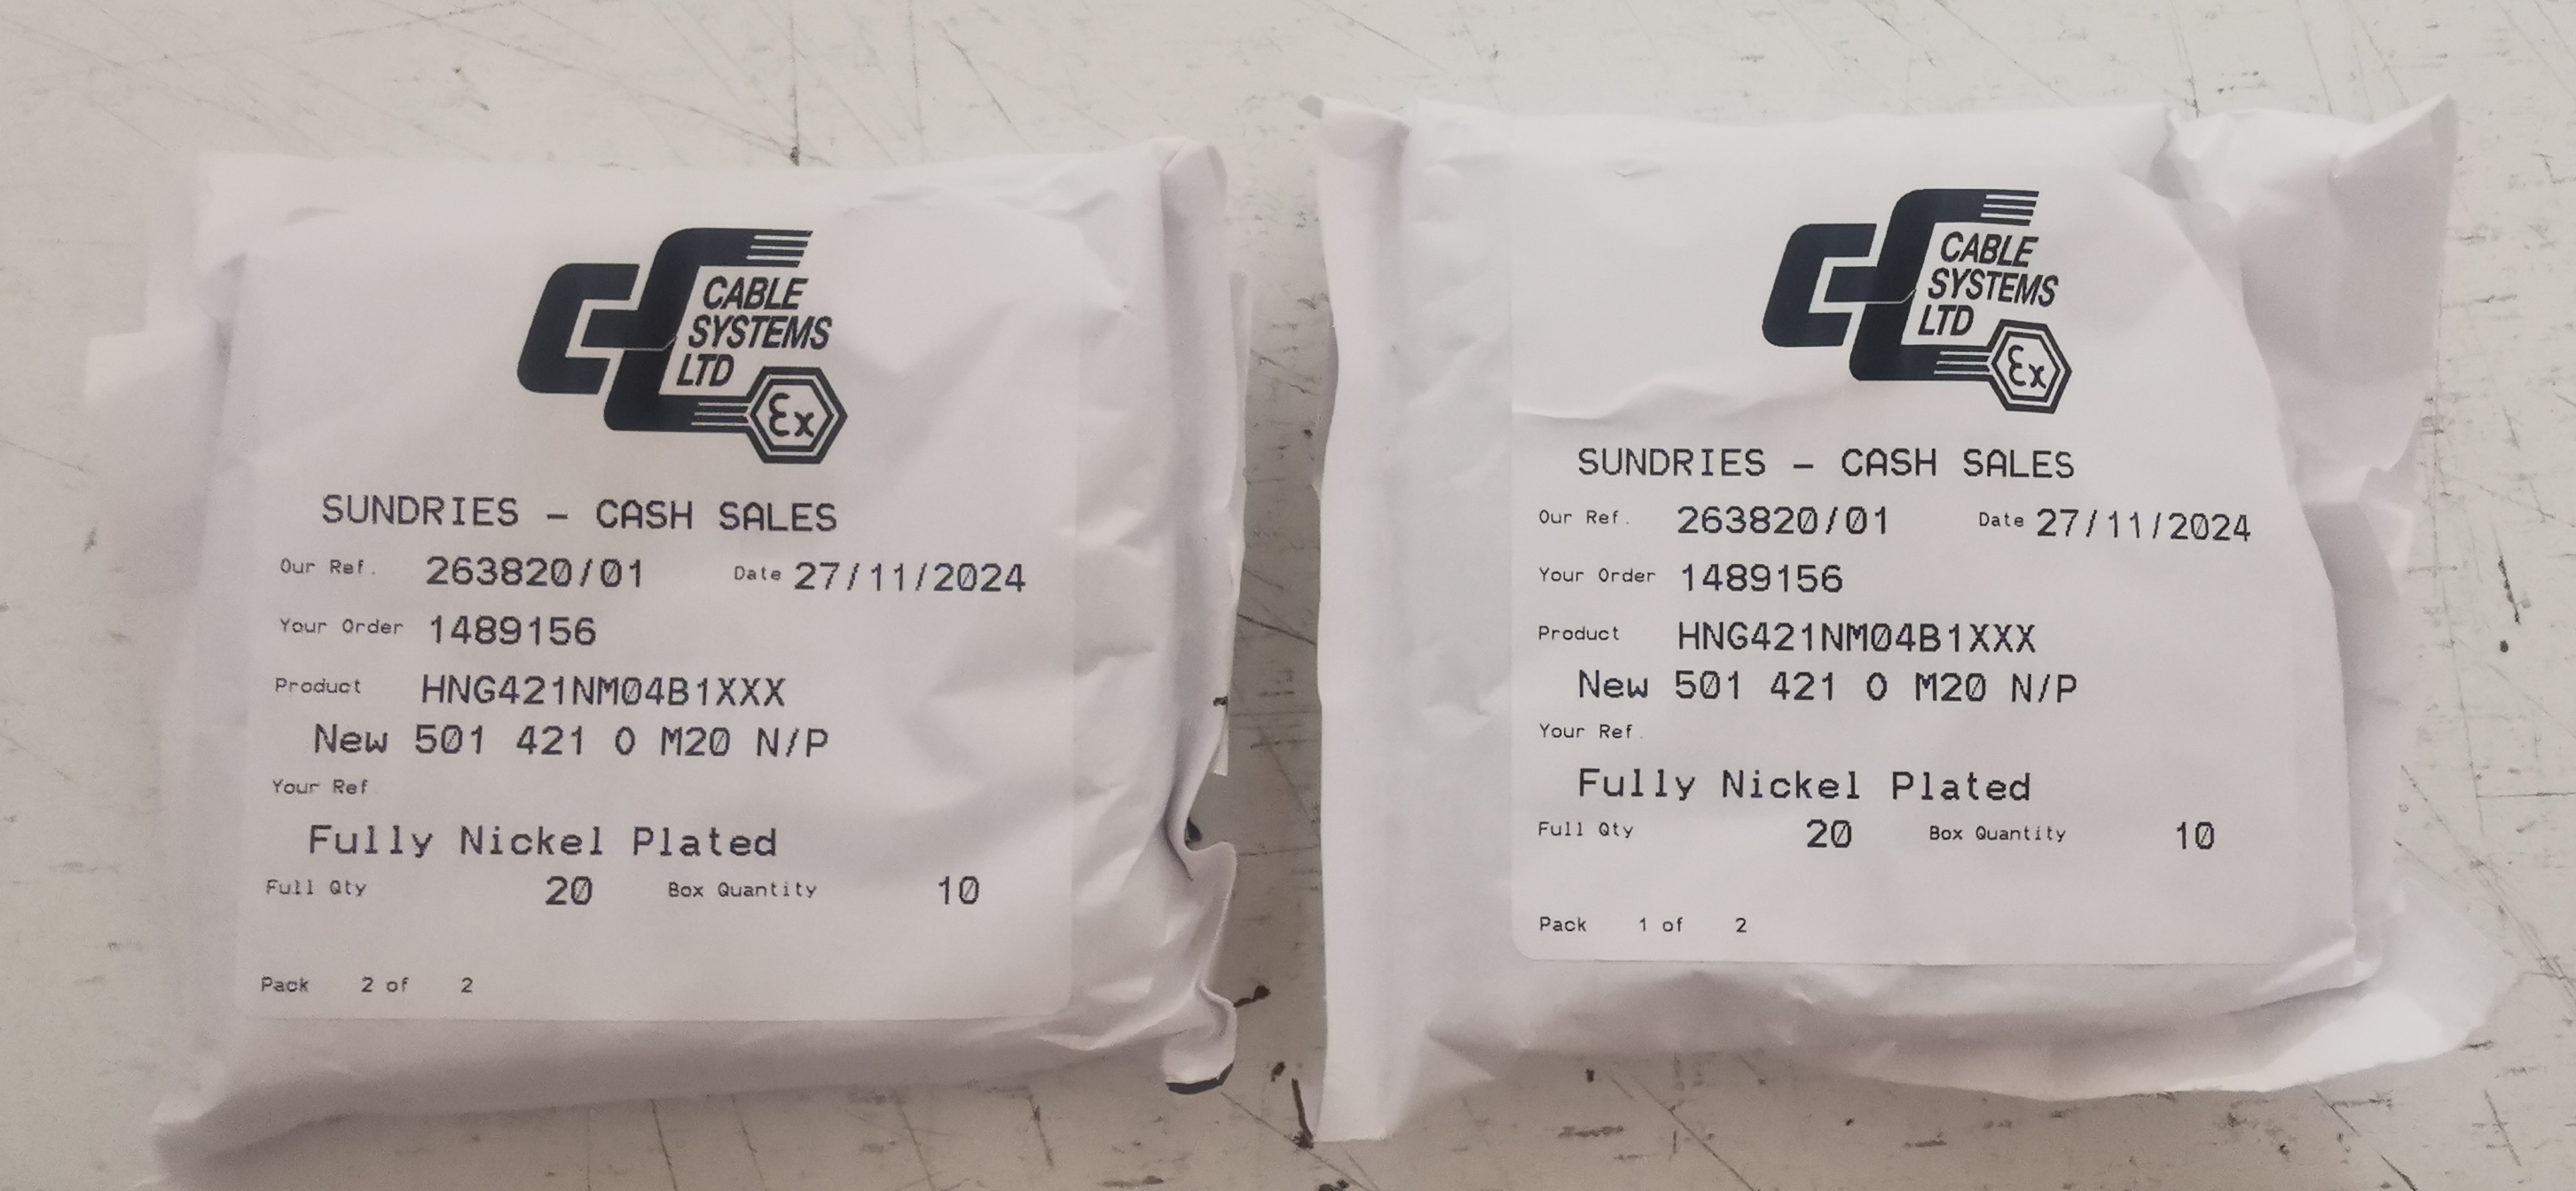 CABLE
SYSTEMS
LTD
Ex
SUNDRIES - CASH SALES
Our Ref. 263820/01 Date 27/11/2024
Your Order 1489156
Product HNG421NM04B1XXX
New 501 421 O M20 N/P
Your Ref
Fully Nickel Plated
Full Qty 20 Box Quantity 10
Pack 2 of 2
CABLE
SYSTEMS
LTD
Ex
SUNDRIES - CASH SALES
Our Ref. 263820/01 Date 27/11/2024
Your Order 1489156
Product HNG421NM04B1XXX
New 501 421 O M20 N/P
Your Ref.
Fully Nickel Plated
Full Qty 20 Box Quantity 10
Pack 1 of 2